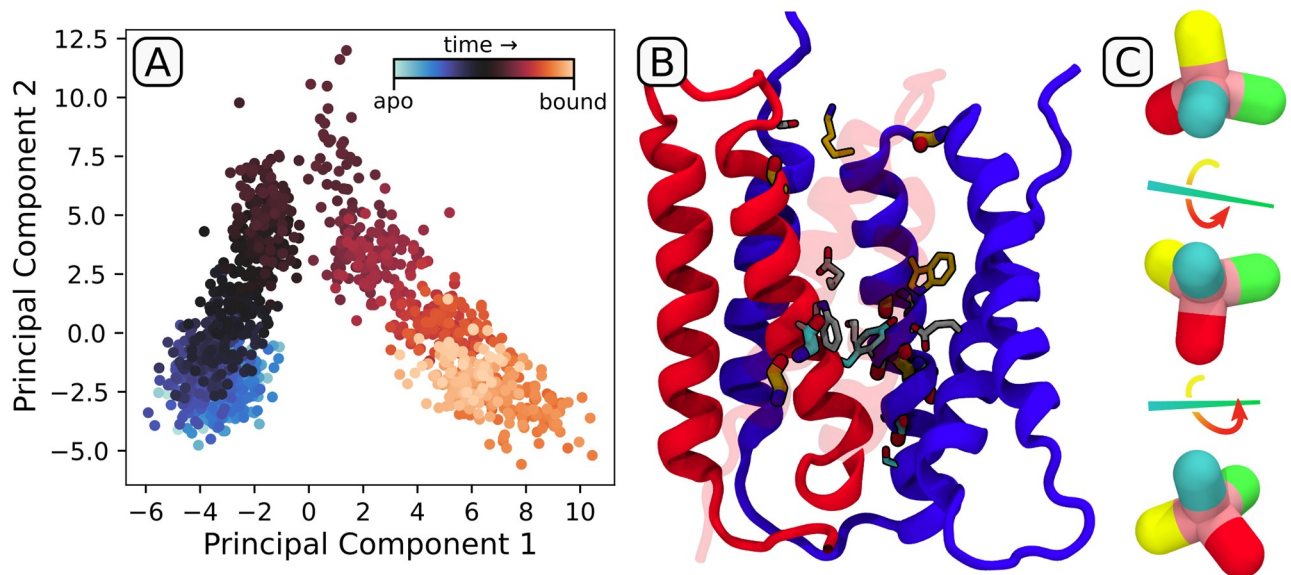 A
time →
apo bound
12.5
10.0
7.5
5.0
2.5
0.0
−2.5
−5.0
Principal Component 2
−6 −4 −2 0 2 4 6 8 10
Principal Component 1
B
C